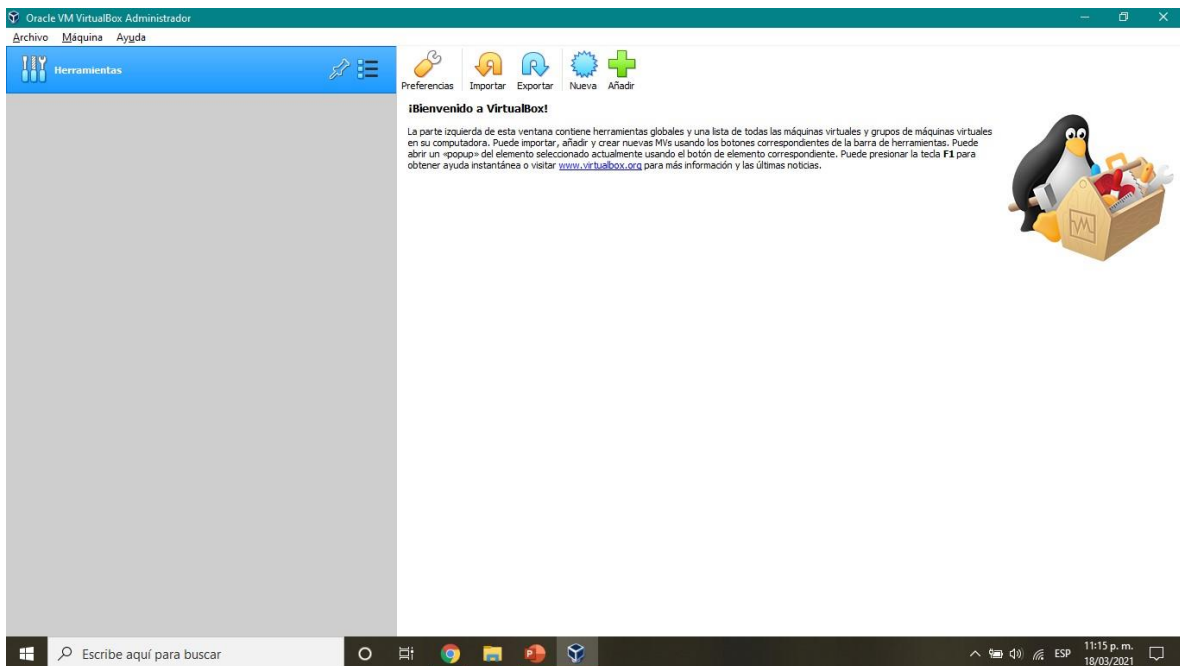 Oracle VM VirtualBox Administrador
Archivo Máquina Ayuda
Herramientas
Preferencias Importar Exportar Nueva Añadir
¡Bienvenido a VirtualBox!
La parte izquierda de esta ventana contiene herramientas globales y una lista de todas las máquinas virtuales y grupos de máquinas virtuales
en su computadora. Puede importar, añadir y crear nuevas MVs usando los botones correspondientes de la barra de herramientas. Puede
abrir un «popup» del elemento seleccionado actualmente usando el botón de elemento correspondiente. Puede presionar la tecla F1 para
obtener ayuda instantánea o visitar www.virtualbox.org para más información y las últimas noticias.
Escribe aquí para buscar
ESP
11:15 p. m.
18/03/2021